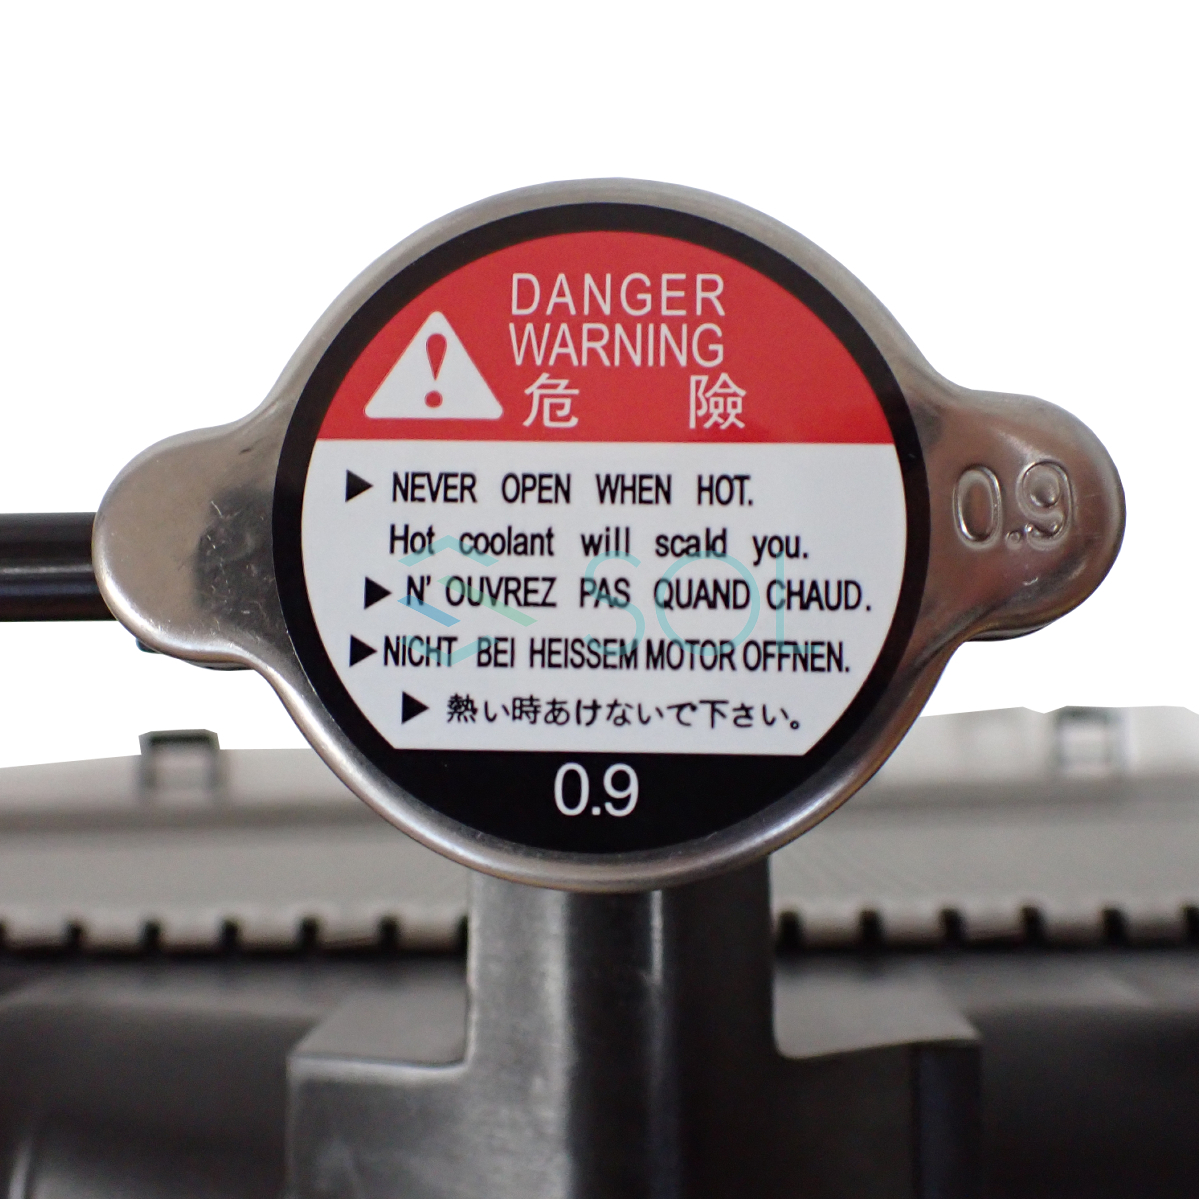 DANGER
WARNING
危 險
0.9
NEVER OPEN WHEN HOT.
Hot coolant will scald you.
N' OUVREZ PAS QUAND CHAUD.
NICHT BEI HEISSEM MOTOR OFFNEN.
熱い時あけないで下さい。
0.9
SOL